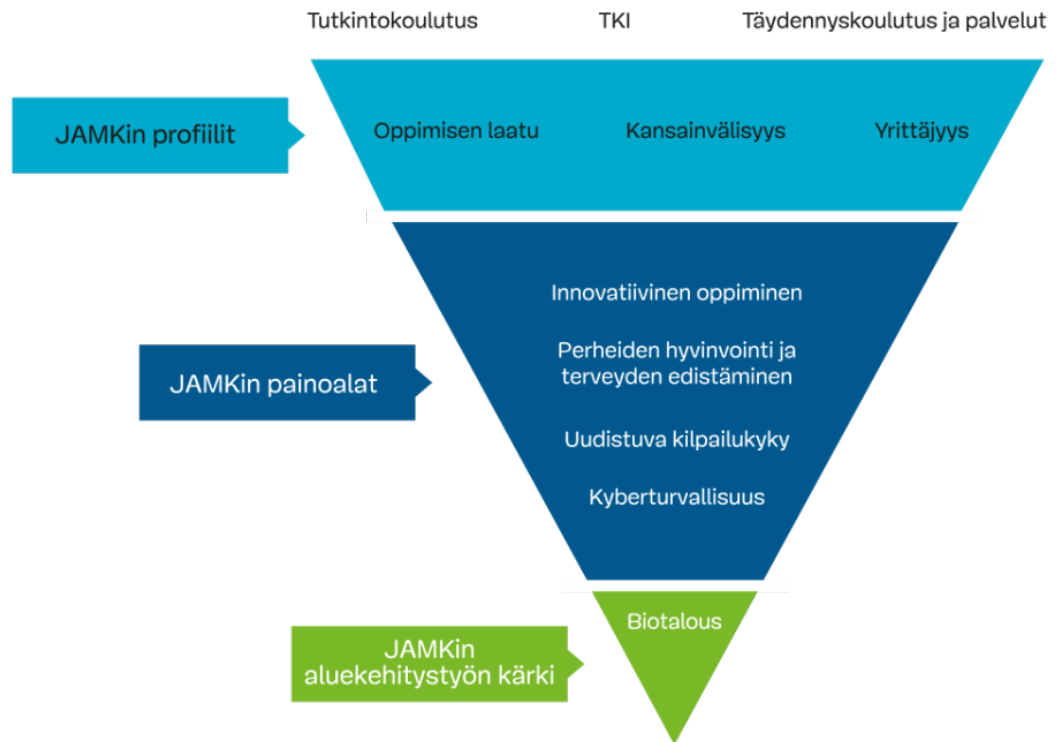 Tutkintokoulutus TKI Täydennyskoulutus ja palvelut
JAMKin profiilit
Oppimisen laatu Kansainvälisyys Yrittäjyys
Innovatiivinen oppiminen
Perheiden hyvinvointi ja
terveyden edistäminen
JAMKin painoalat
Uudistuva kilpailukyky
Kyberturvallisuus
Biotalous
JAMKin
aluekehitystyön kärki